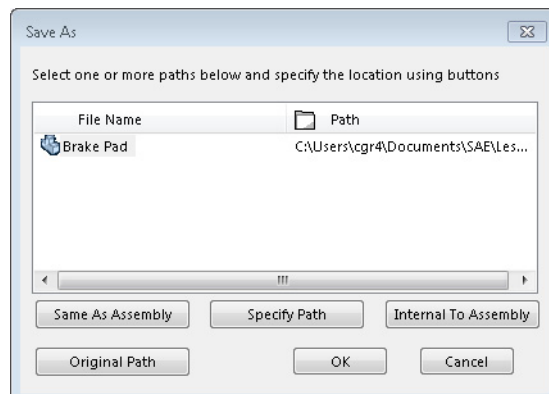 Save As
Select one or more paths below and specify the location using buttons
File Name Path
Brake Pad C:\Users\cgr4\Documents\SAE\Les...
Same As Assembly Specify Path Internal To Assembly
Original Path OK Cancel